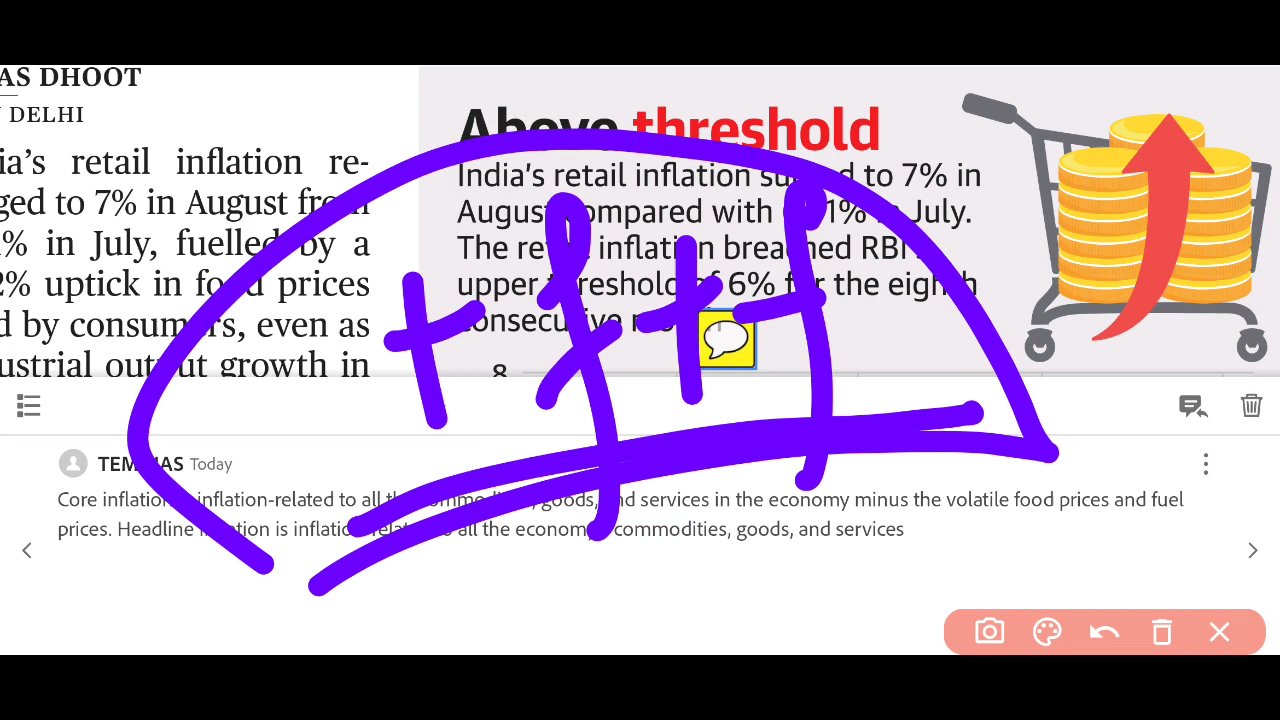 AS DHOOT
DELHI
ia's retail inflation re-
ged to 7% in August from
% in July, fuelled by a
2% uptick in food prices
d by consumers, even as
ustrial output growth in
Above threshold
India's retail inflation surged to 7% in
August compared with 1% in July.
The retail inflation breached RBI
upper threshold of 6% for the eighth
consecutive
8
TEM AS Today
Core inflation inflation-related to all the commodities, goods, and services in the economy minus the volatile food prices and fuel
prices. Headline inflation is inflation related to all the economy commodities, goods, and services
+ f + f